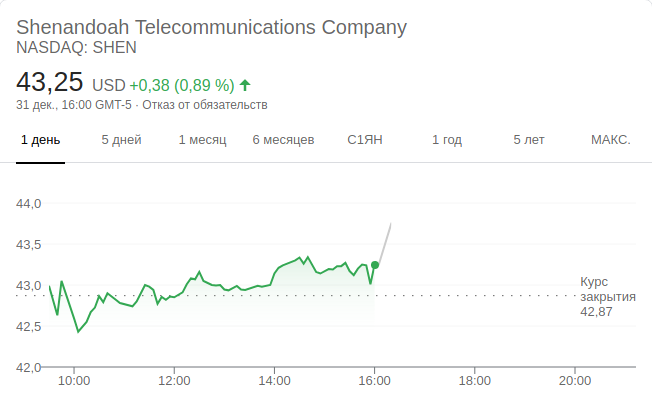 Shenandoah Telecommunications Company
NASDAQ: SHEN
43,25 USD +0,38 (0,89 %)
31 дек., 16:00 GMT-5 · Отказ от обязательств
1 день 5 дней 1 месяц 6 месяцев С1ЯН 1 год 5 лет МАКС.
44,0
43,5
43,0
Курс
закрытия
42,87
42,5
42,0
10:00 12:00 14:00 16:00 18:00 20:00